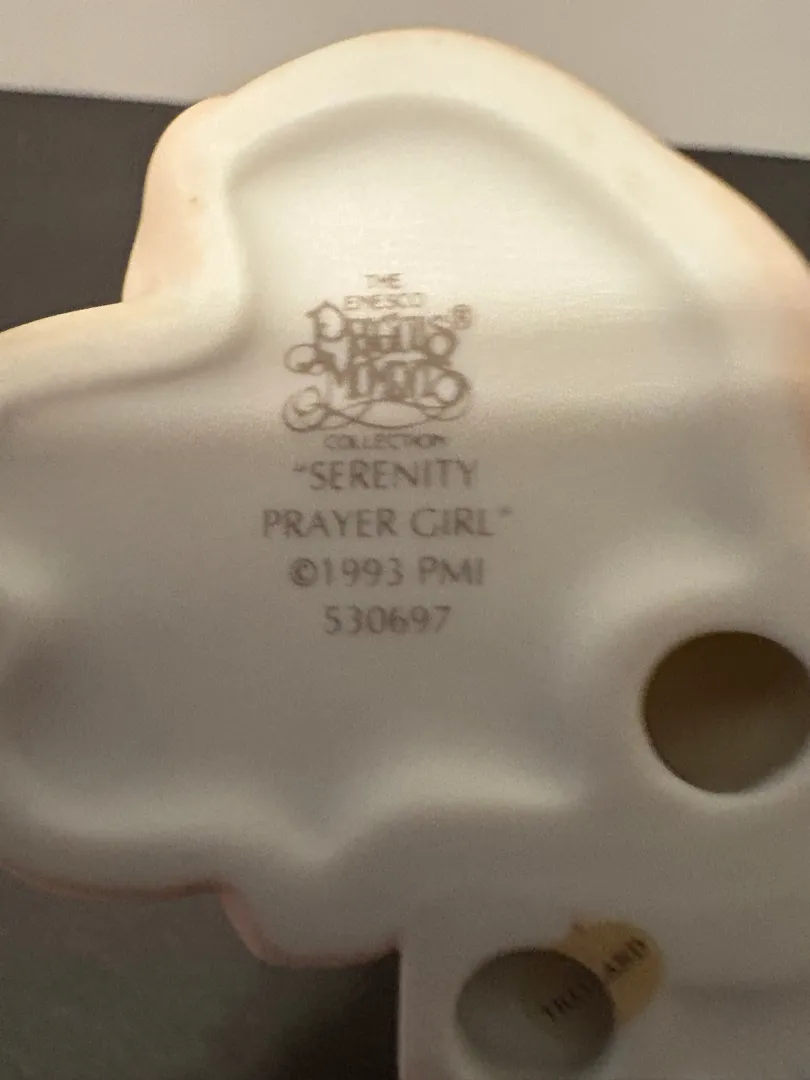 THE
ENESCO
PRECIOUS®
MOMENTS
COLLECTION
"SERENITY
PRAYER GIRL"
©1993 PMI
530697